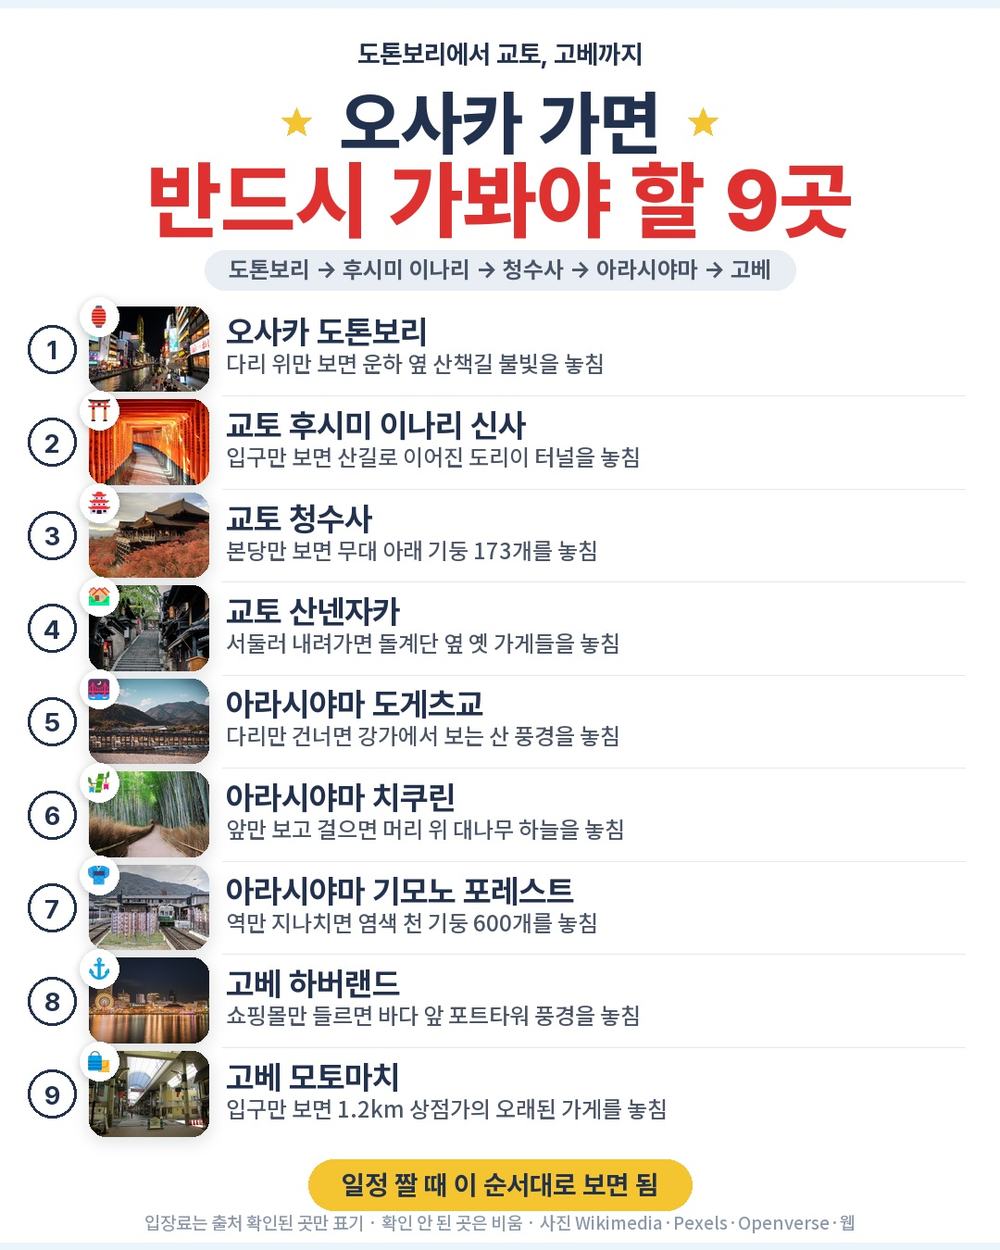 도톤보리에서 교토, 고베까지
오사카 가면
반드시 가봐야 할 9곳
도톤보리 → 후시미 이나리 → 청수사 → 아라시야마 → 고베
1
오사카 도톤보리
다리 위만 보면 운하 옆 산책길 불빛을 놓침
2
교토 후시미 이나리 신사
입구만 보면 산길로 이어진 도리이 터널을 놓침
3
교토 청수사
본당만 보면 무대 아래 기둥 173개를 놓침
4
교토 산넨자카
서둘러 내려가면 돌계단 옆 옛 가게들을 놓침
5
아라시야마 도게츠교
다리만 건너면 강가에서 보는 산 풍경을 놓침
6
아라시야마 치쿠린
앞만 보고 걸으면 머리 위 대나무 하늘을 놓침
7
아라시야마 기모노 포레스트
역만 지나치면 염색 천 기둥 600개를 놓침
8
고베 하버랜드
쇼핑몰만 들르면 바다 앞 포트타워 풍경을 놓침
9
고베 모토마치
입구만 보면 1.2km 상점가의 오래된 가게를 놓침
일정 짤 때 이 순서대로 보면 됨
입장료는 출처 확인된 곳만 표기 · 확인 안 된 곳은 비움 · 사진 Wikimedia · Pexels · Openverse · 웹